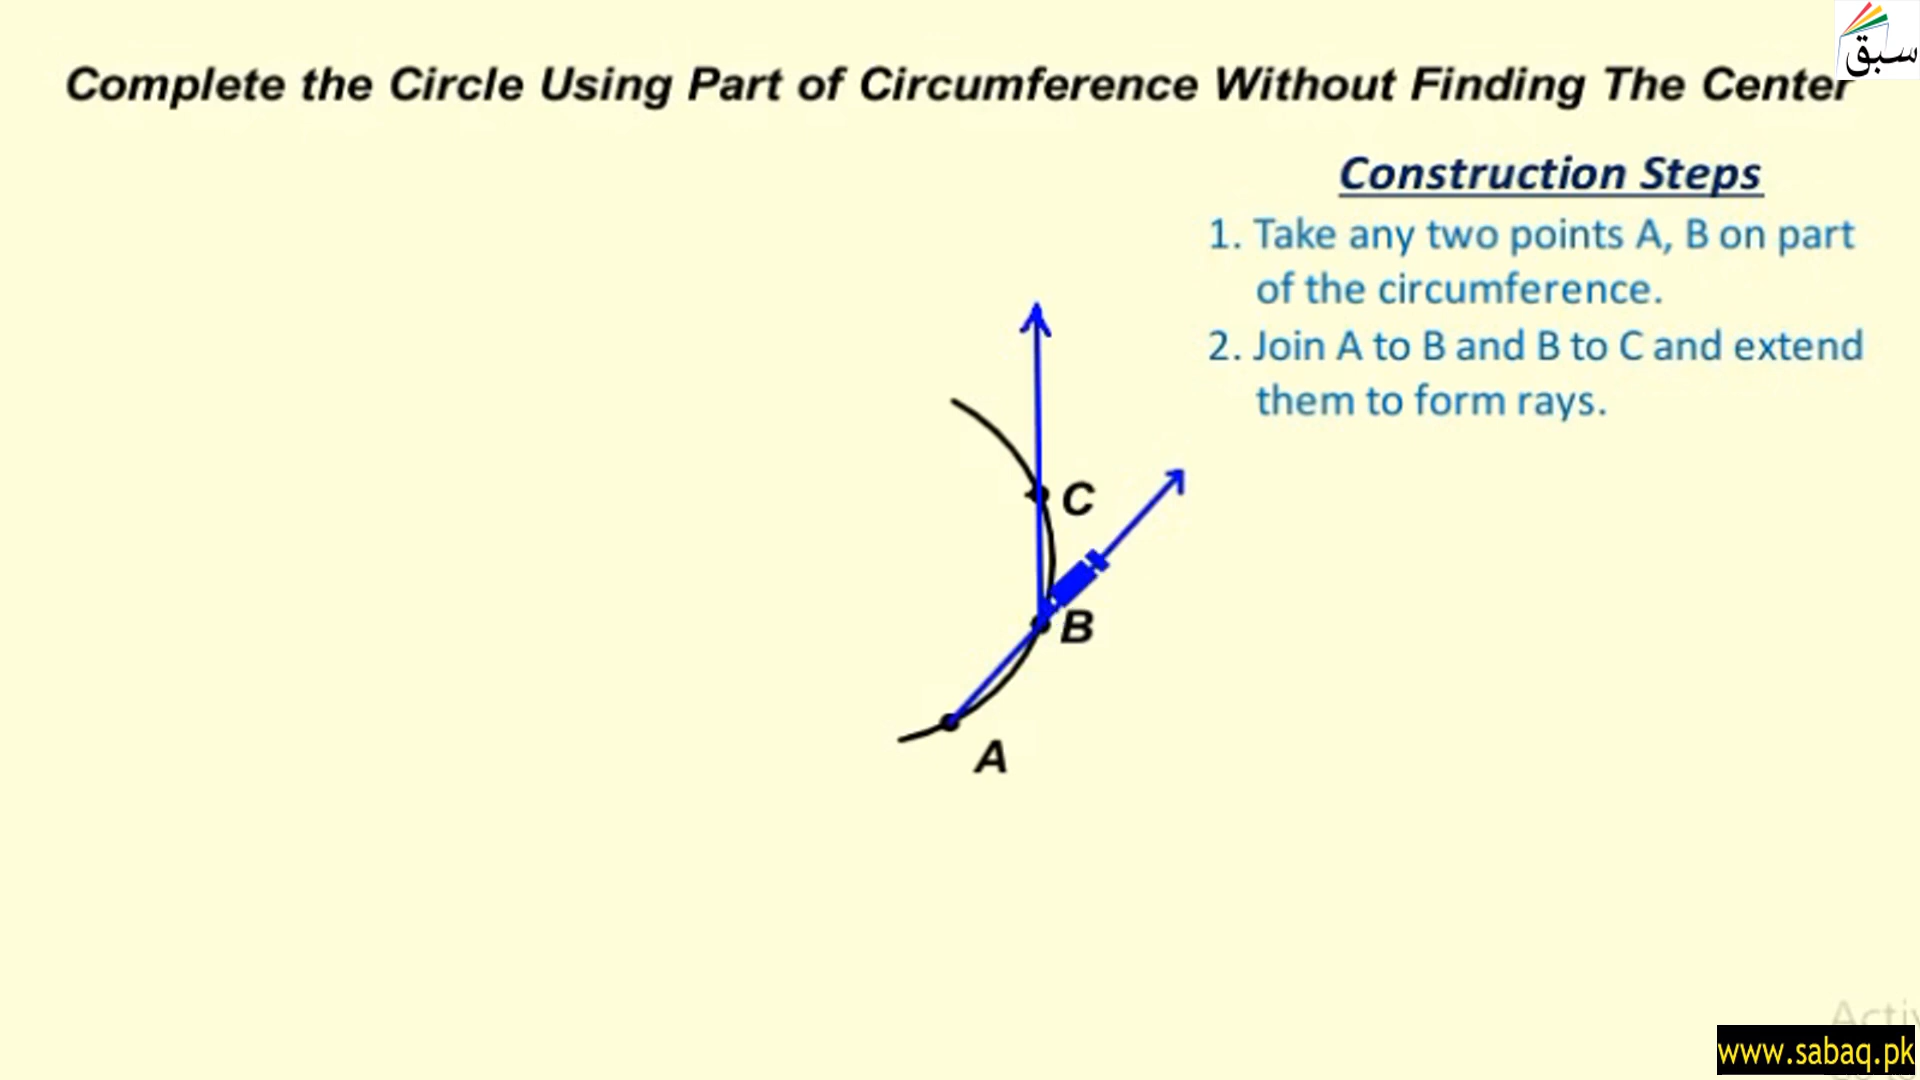 سبق
Complete the Circle Using Part of Circumference Without Finding The Center
Construction Steps
1. Take any two points A, B on part
of the circumference.
2. Join A to B and B to C and extend
them to form rays.
C
B
A
www.sabaq.pk